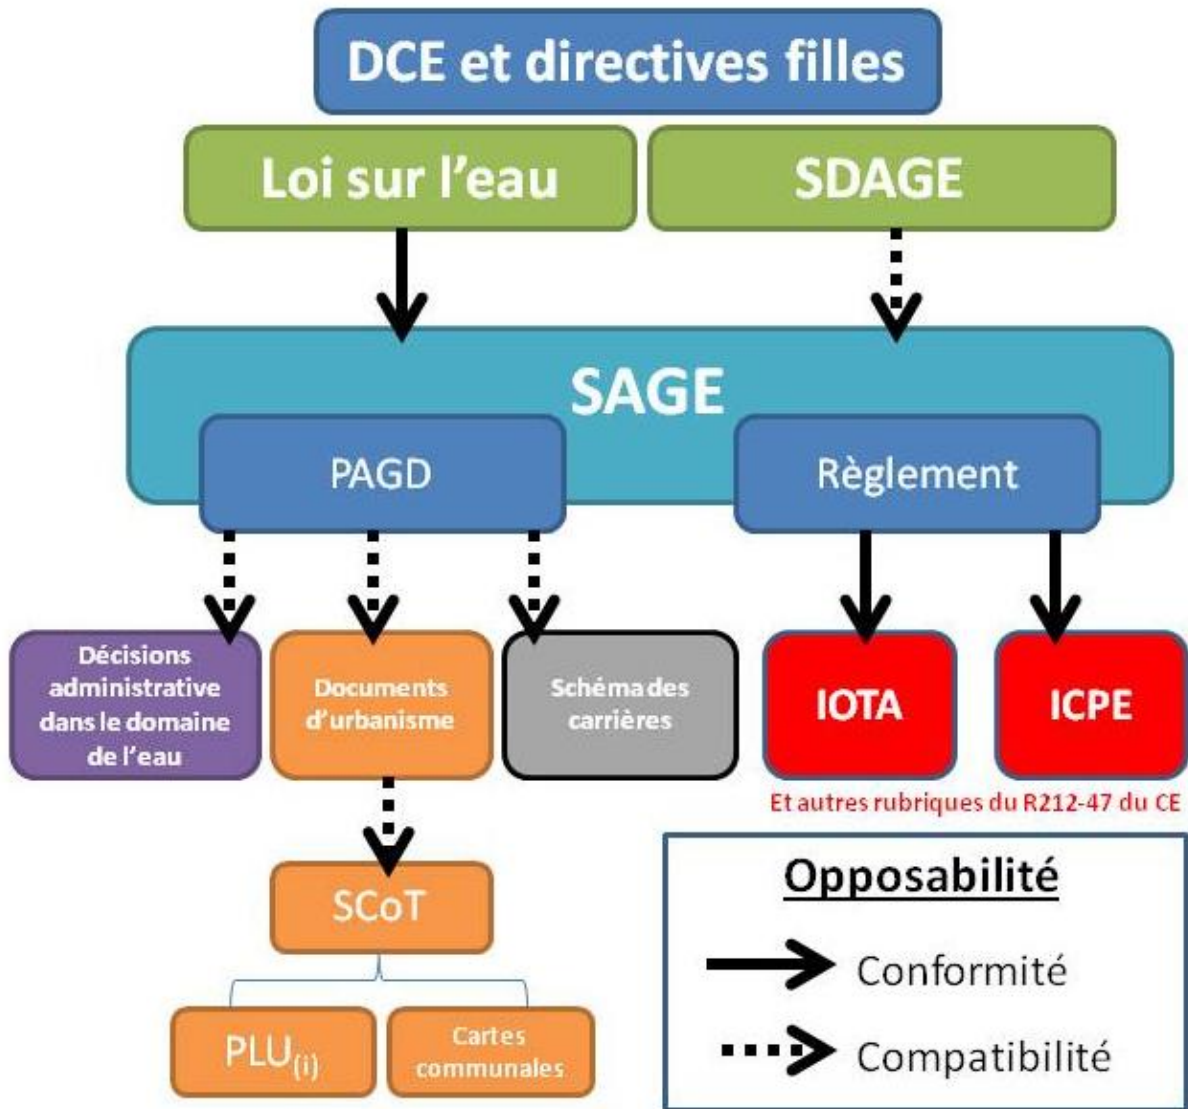 DCE et directives filles
Loi sur l'eau
SDAGE
SAGE
PAGD
Règlement
Décisions
administrative
dans le domaine
de l'eau
Documents
d'urbanisme
Schéma des
carrières
IOTA
ICPE
Et autres rubriques du R212-47 du CE
SCoT
PLU(i)
Cartes
communales
Opposabilité
Conformité
Compatibilité